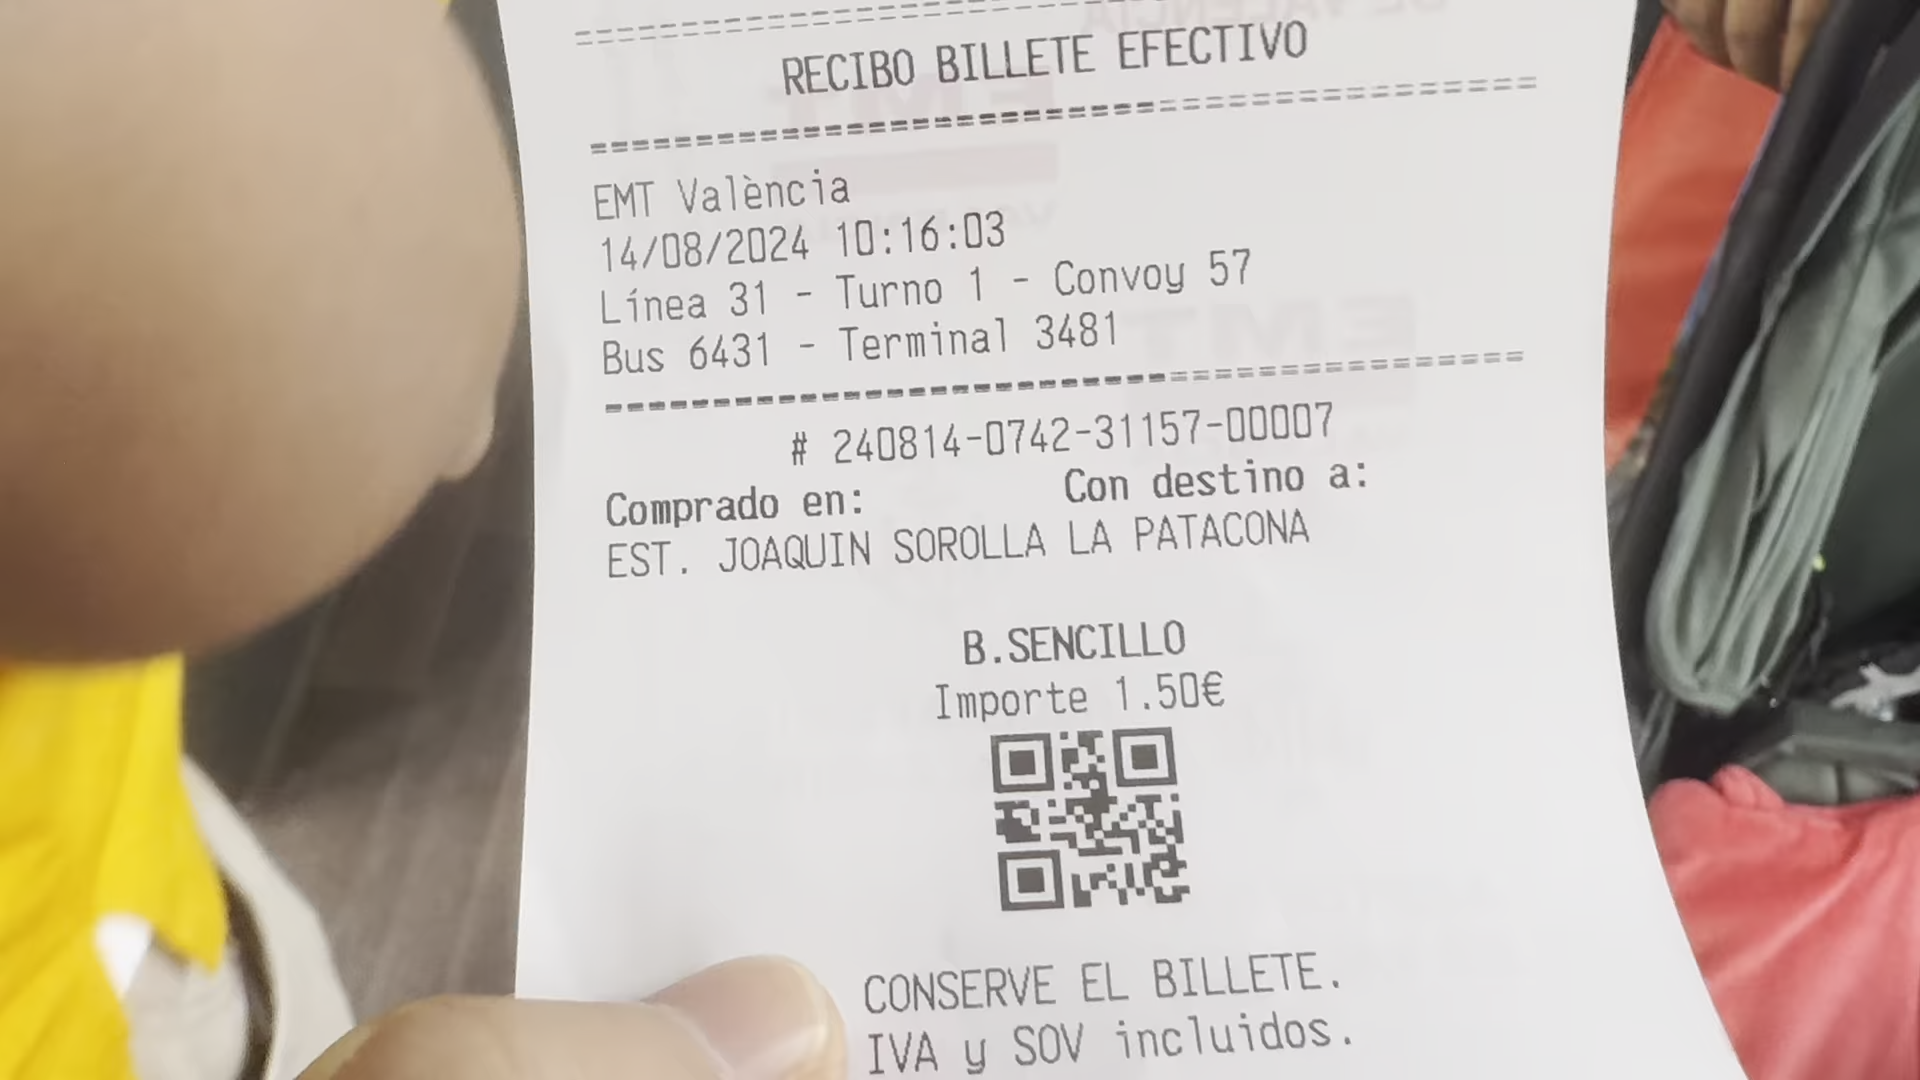 RECIBO BILLETE EFECTIVO
EMT València
14/08/2024 10:16:03
Línea 31 - Turno 1 - Convoy 57
Bus 6431 - Terminal 3481
# 240814-0742-31157-00007
Comprado en: Con destino a:
EST. JOAQUIN SOROLLA LA PATACONA
B.SENCILLO
Importe 1.50€
CONSERVE EL BILLETE.
IVA y SOV incluidos.